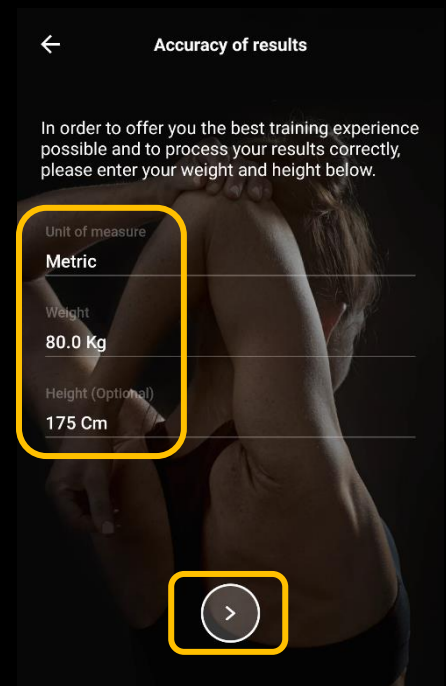 Accuracy of results
In order to offer you the best training experience
possible and to process your results correctly,
please enter your weight and height below.
Unit of measure
Metric
Weight
80.0 Kg
Height (Optional)
175 Cm